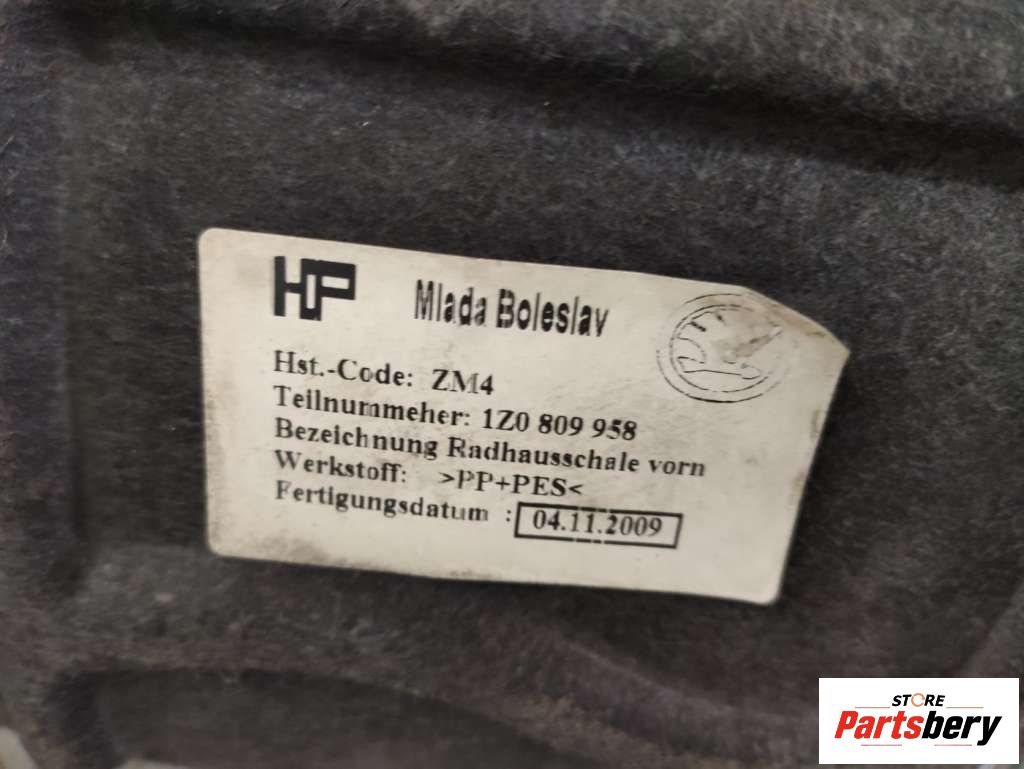 HP Mlada Boleslav
Hst.-Code: ZM4
Teilnummeher: 1Z0 809 958
Bezeichnung Radhausschale vorn
Werkstoff: >PP+PES<
Fertigungsdatum : 04.11.2009
STORE
Partsbery